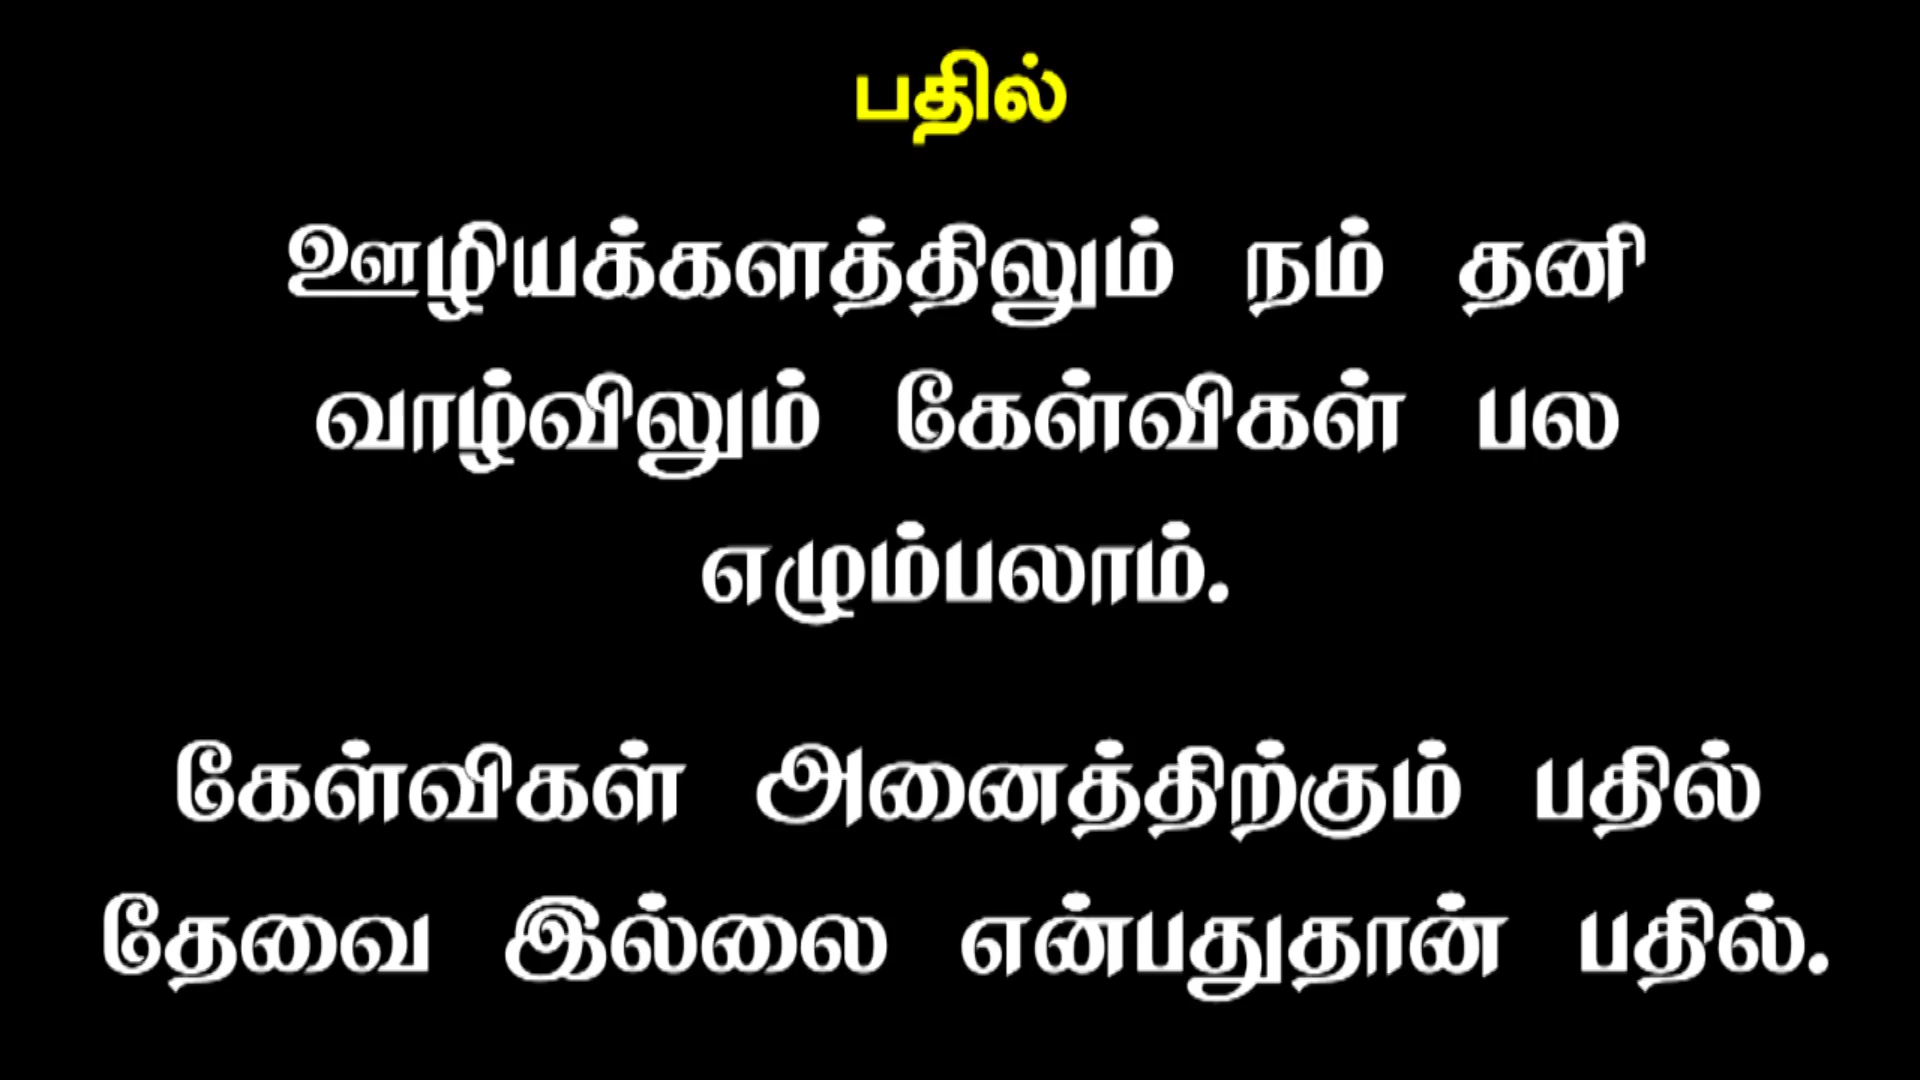 பதில்
ஊழியக்களத்திலும் நம் தனி
வாழ்விலும் கேள்விகள் பல
எழும்பலாம்.
கேள்விகள் அனைத்திற்கும் பதில்
தேவை இல்லை என்பதுதான் பதில்.